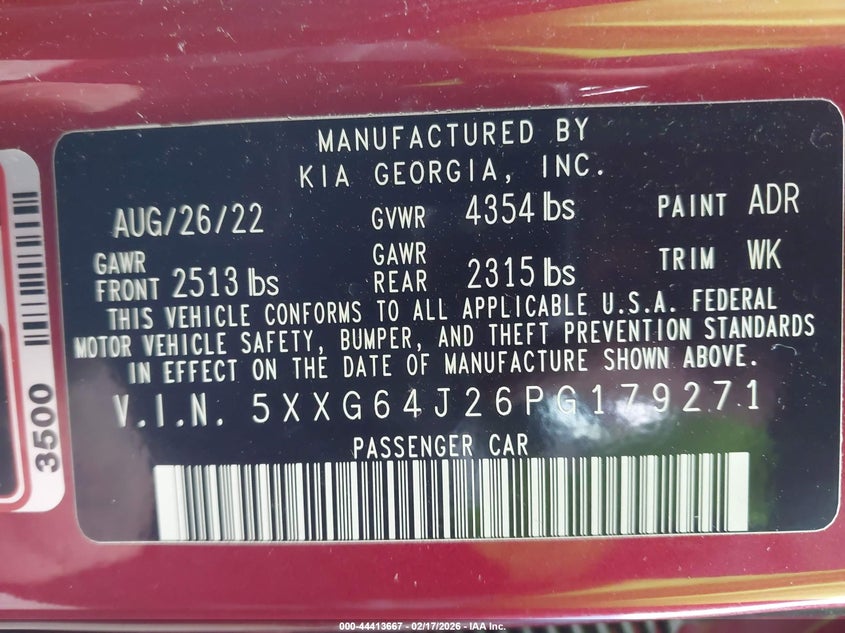 MANUFACTURED BY
KIA GEORGIA, INC.
AUG/26/22 GVWR 4354 lbs PAINT ADR
GAWR FRONT 2513 lbs GAWR REAR 2315 lbs TRIM WK
THIS VEHICLE CONFORMS TO ALL APPLICABLE U.S.A. FEDERAL
MOTOR VEHICLE SAFETY, BUMPER, AND THEFT PREVENTION STANDARDS
IN EFFECT ON THE DATE OF MANUFACTURE SHOWN ABOVE.
V.I.N. 5XXG64J26PG179271
PASSENGER CAR
3500
000-44413667 - 02/17/2026 - IAA Inc.